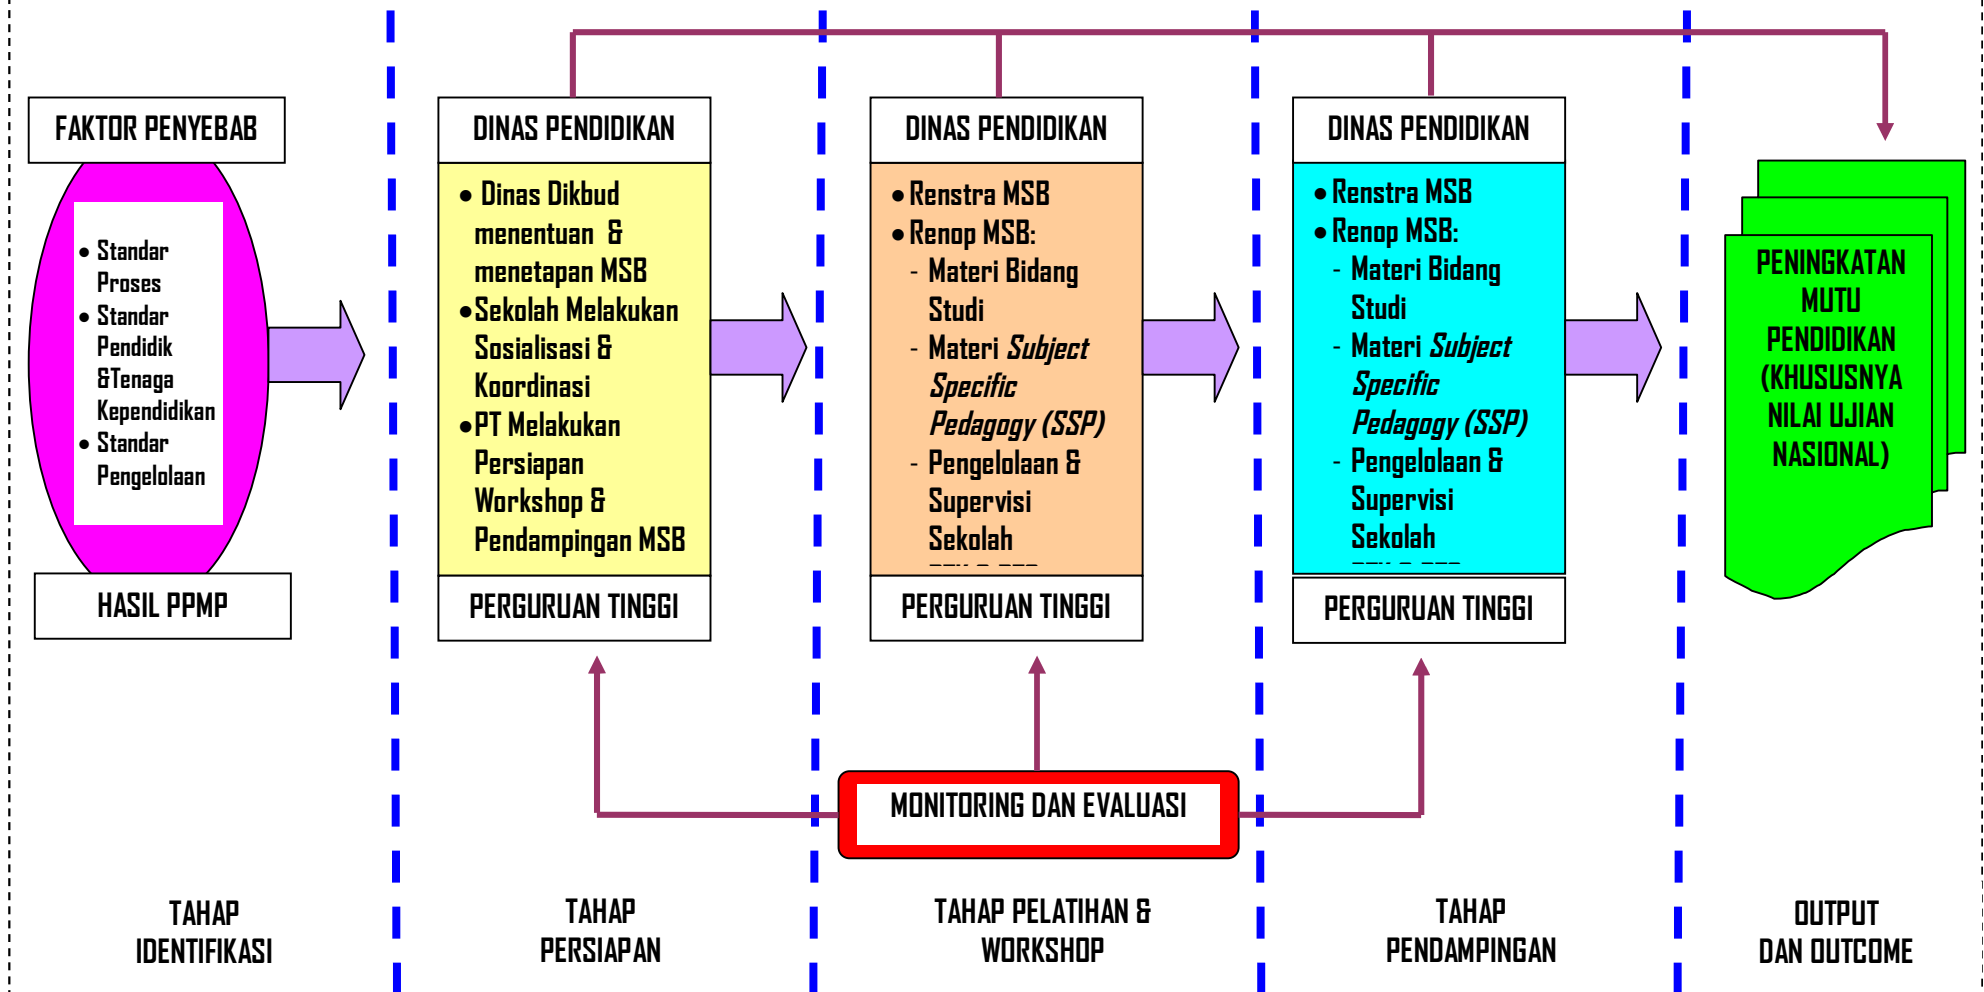 FAKTOR PENYEBAB
• Standar
Proses
• Standar
Pendidik
&Tenaga
Kependidikan
• Standar
Pengelolaan
HASIL PPMP
TAHAP
IDENTIFIKASI
DINAS PENDIDIKAN
• Dinas Dikbud
menentuan &
menetapan MSB
•Sekolah Melakukan
Sosialisasi &
Koordinasi
•PT Melakukan
Persiapan
Workshop &
Pendampingan MSB
PERGURUAN TINGGI
TAHAP
PERSIAPAN
DINAS PENDIDIKAN
•Renstra MSB
•Renop MSB:
- Materi Bidang
Studi
- Materi Subject
Specific
Pedagogy (SSP)
- Pengelolaan &
Supervisi
Sekolah
PERGURUAN TINGGI
MONITORING DAN EVALUASI
TAHAP PELATIHAN &
WORKSHOP
DINAS PENDIDIKAN
•Renstra MSB
•Renop MSB:
- Materi Bidang
Studi
- Materi Subject
Specific
Pedagogy (SSP)
- Pengelolaan &
Supervisi
Sekolah
PERGURUAN TINGGI
TAHAP
PENDAMPINGAN
PENINGKATAN
MUTU
PENDIDIKAN
(KHUSUSNYA
NILAI UJIAN
NASIONAL)
OUTPUT
DAN OUTCOME